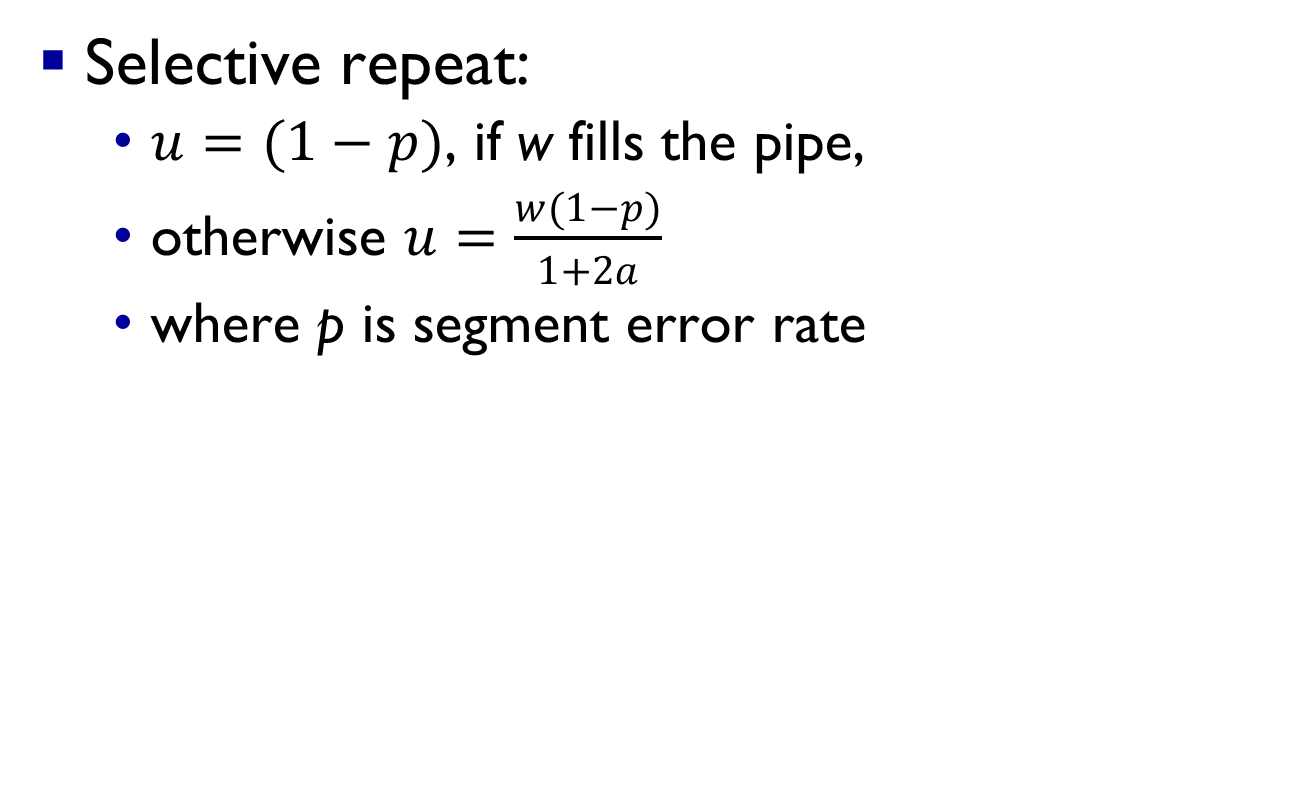 ▪ Selective repeat:
• u = (1 − p), if w fills the pipe,
• otherwise u = w(1−p)/1+2a
• where p is segment error rate